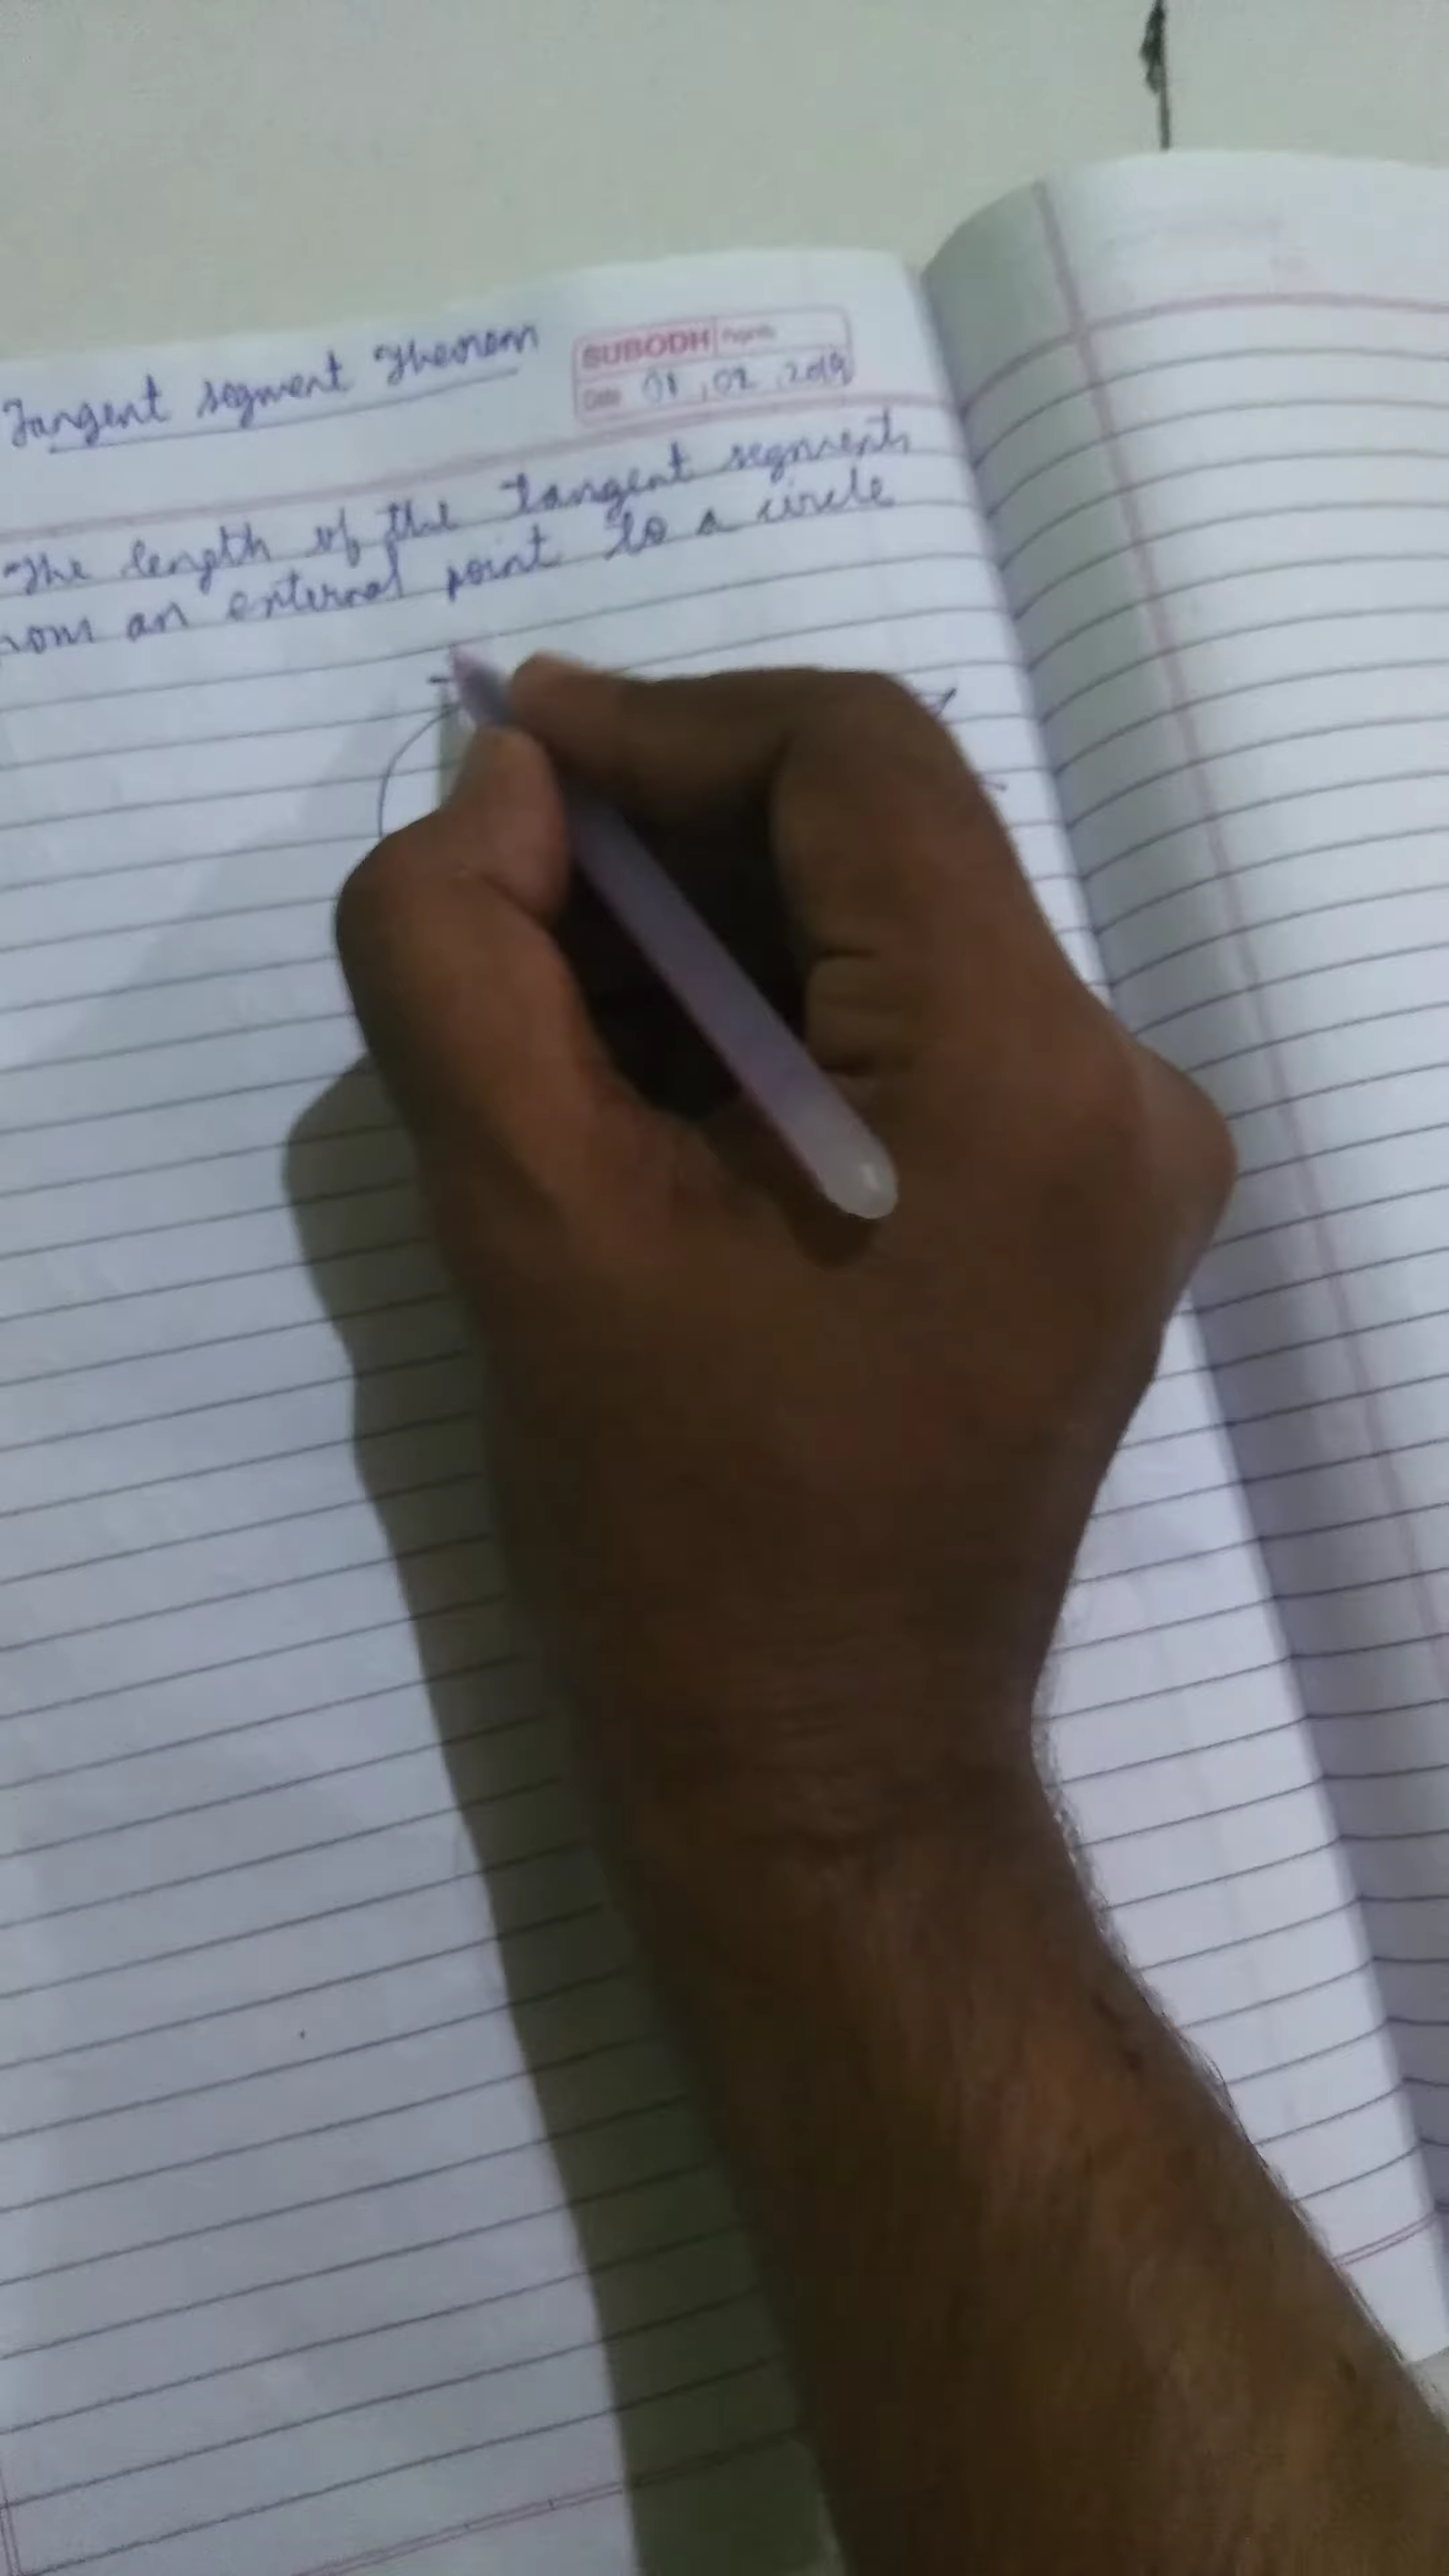 Tangent segment Theorem
SUBODH
Date 01.02.2019
The length of the tangent segments
rom an external point to a circle